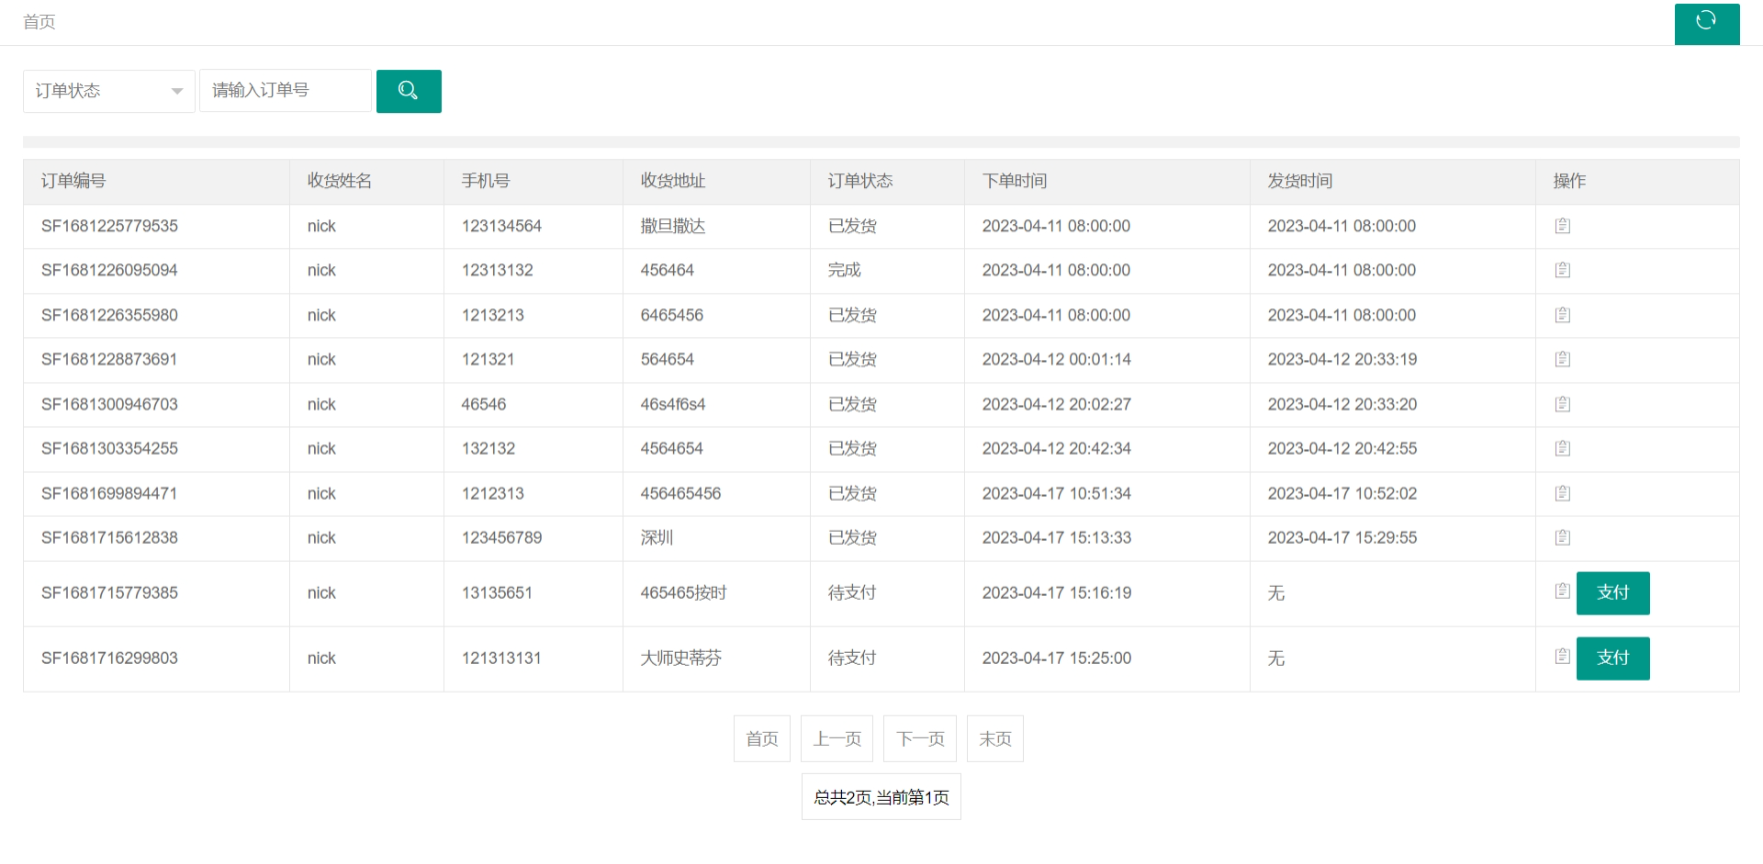 首页
订单状态 请输入订单号
订单编号 收货姓名 手机号 收货地址 订单状态 下单时间 发货时间 操作
SF1681225779535 nick 123134564 撒旦撒达 已发货 2023-04-11 08:00:00 2023-04-11 08:00:00
SF1681226095094 nick 12313132 456464 完成 2023-04-11 08:00:00 2023-04-11 08:00:00
SF1681226355980 nick 1213213 6465456 已发货 2023-04-11 08:00:00 2023-04-11 08:00:00
SF1681228873691 nick 121321 564654 已发货 2023-04-12 00:01:14 2023-04-12 20:33:19
SF1681300946703 nick 46546 46s4f6s4 已发货 2023-04-12 20:02:27 2023-04-12 20:33:20
SF1681303354255 nick 132132 4564654 已发货 2023-04-12 20:42:34 2023-04-12 20:42:55
SF1681699894471 nick 1212313 456465456 已发货 2023-04-17 10:51:34 2023-04-17 10:52:02
SF1681715612838 nick 123456789 深圳 已发货 2023-04-17 15:13:33 2023-04-17 15:29:55
SF1681715779385 nick 13135651 465465按时 待支付 2023-04-17 15:16:19 无 支付
SF1681716299803 nick 121313131 大师史蒂芬 待支付 2023-04-17 15:25:00 无 支付
首页 上一页 下一页 末页
总共2页,当前第1页